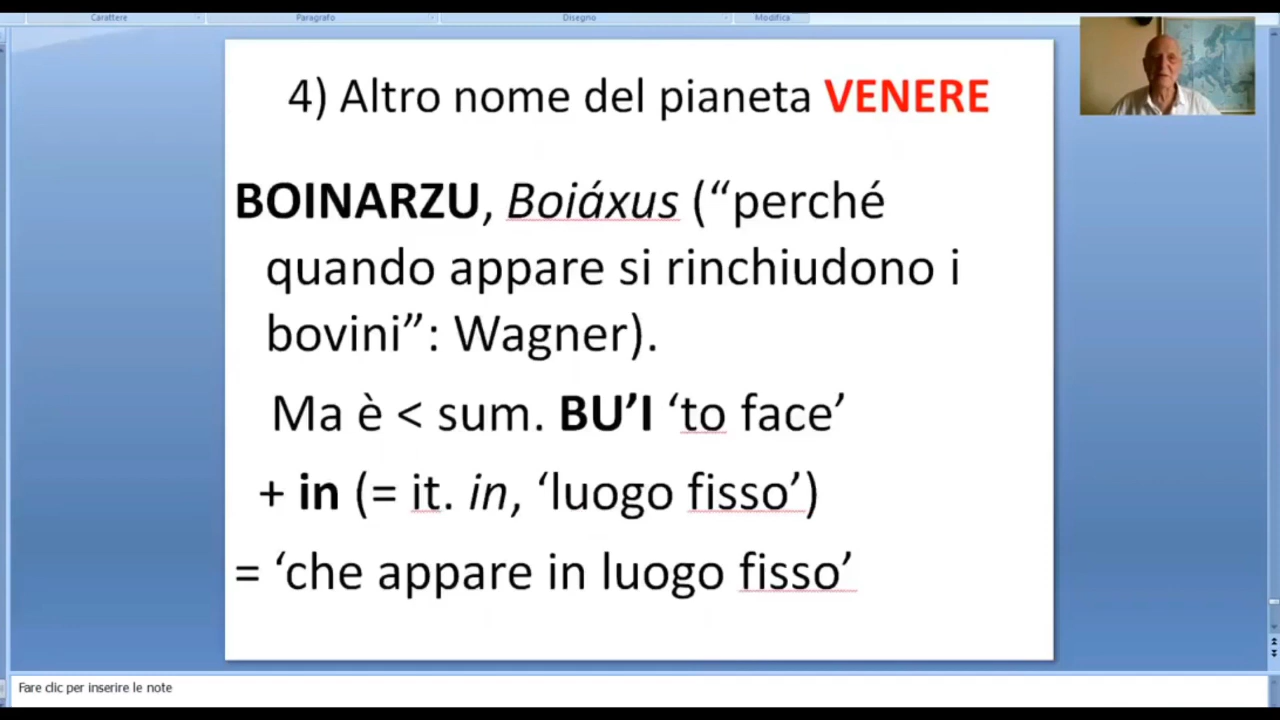 Carattere Paragrafo Disegno Modifica
4) Altro nome del pianeta VENERE
BOINARZU, Boiáxus (“perché
quando appare si rinchiudono i
bovini”: Wagner).
Ma è < sum. BU’I ‘to face’
+ in (= it. in, ‘luogo fisso’)
= ‘che appare in luogo fisso’
Fare clic per inserire le note